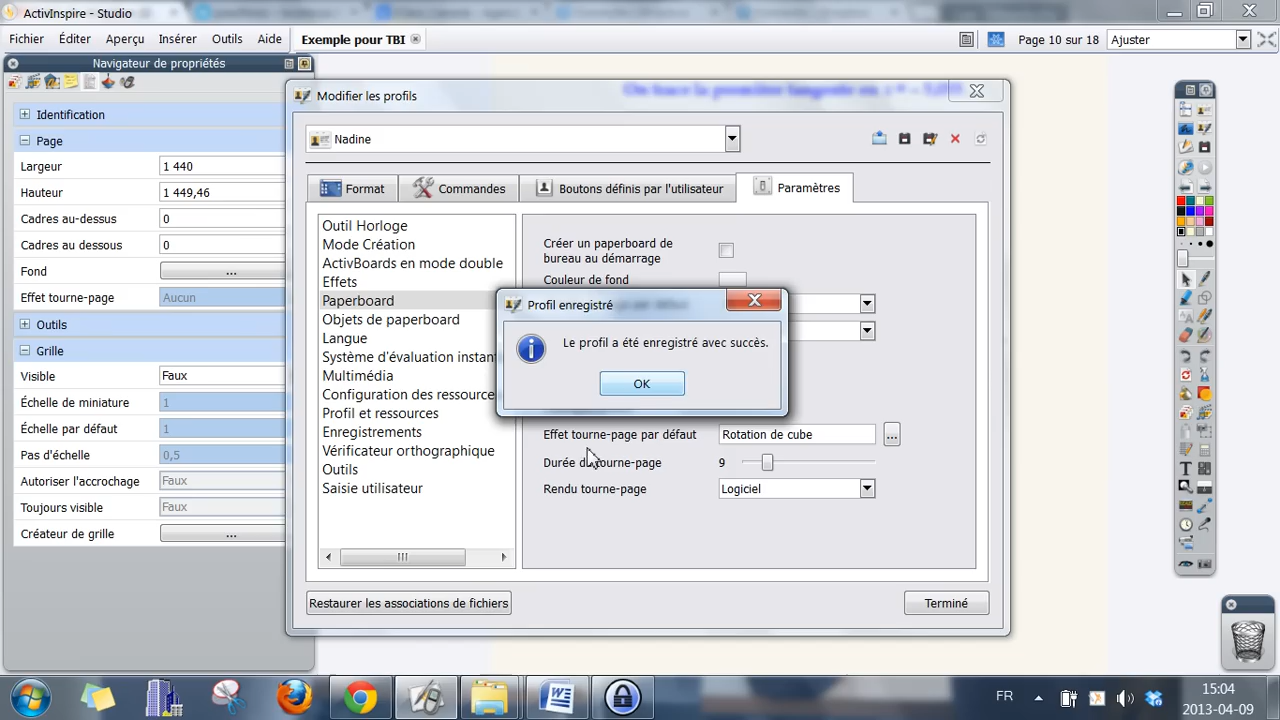 ActivInspire - Studio
Fichier Éditer Aperçu Insérer Outils Aide
Exemple pour TBI
Page 10 sur 18
Ajuster
Navigateur de propriétés
Identification
Page
Largeur 1 440
Hauteur 1 449,46
Cadres au-dessus 0
Cadres au dessous 0
Fond ...
Effet tourne-page Aucun
Outils
Grille
Visible Faux
Échelle de miniature 1
Échelle par défaut 1
Pas d'échelle 0,5
Autoriser l'accrochage Faux
Toujours visible Faux
Créateur de grille ...
Modifier les profils
Nadine
Format Commandes Boutons définis par l'utilisateur Paramètres
Outil Horloge
Mode Création
ActivBoards en mode double
Effets
Paperboard
Objets de paperboard
Langue
Système d'évaluation instan
Multimédia
Configuration des ressource
Profil et ressources
Enregistrements
Vérificateur orthographique
Outils
Saisie utilisateur
Créer un paperboard de
bureau au démarrage
Couleur de fond
Profil enregistré
Le profil a été enregistré avec succès.
OK
Effet tourne-page par défaut Rotation de cube ...
Durée du tourne-page 9
Rendu tourne-page Logiciel
Restaurer les associations de fichiers
Terminé
FR
15:04
2013-04-09